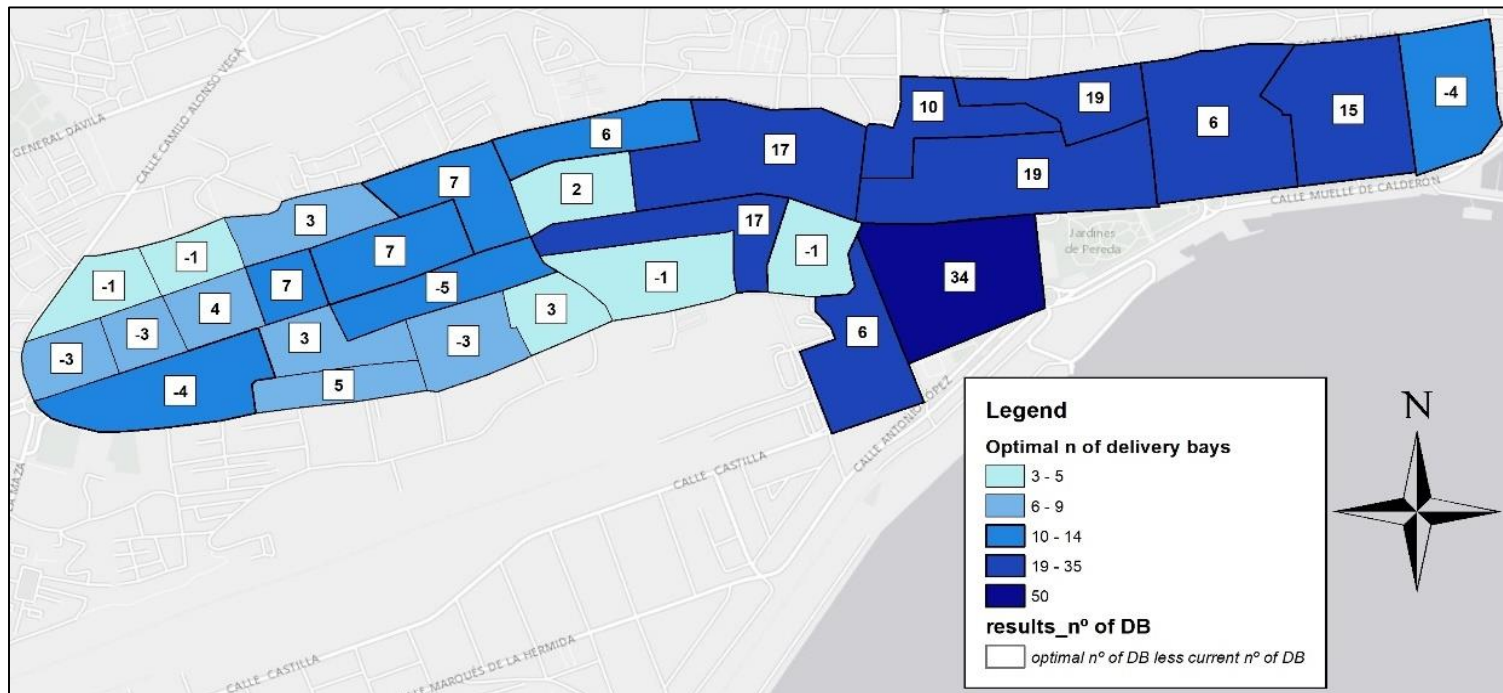 GENERAL DÁVILA
CALLE CAMILO ALONSO VEGA
10
19
6
15
-4
6
7
17
2
19
CALLE MUELLE DE CALDERON
3
17
-1
7
-1
Jardines
de Pereda
-1
7
-5
-1
34
4
3
-3
-3
3
-3
6
-4
5
CALLE ANTONIO LÓPEZ
CALLE CASTILLA
LA MAZA
CALLE CASTILLA
CALLE MARQUÉS DE LA HERMIDA
Legend
Optimal n of delivery bays
3 - 5
6 - 9
10 - 14
19 - 35
50
results_nº of DB
optimal nº of DB less current nº of DB
N